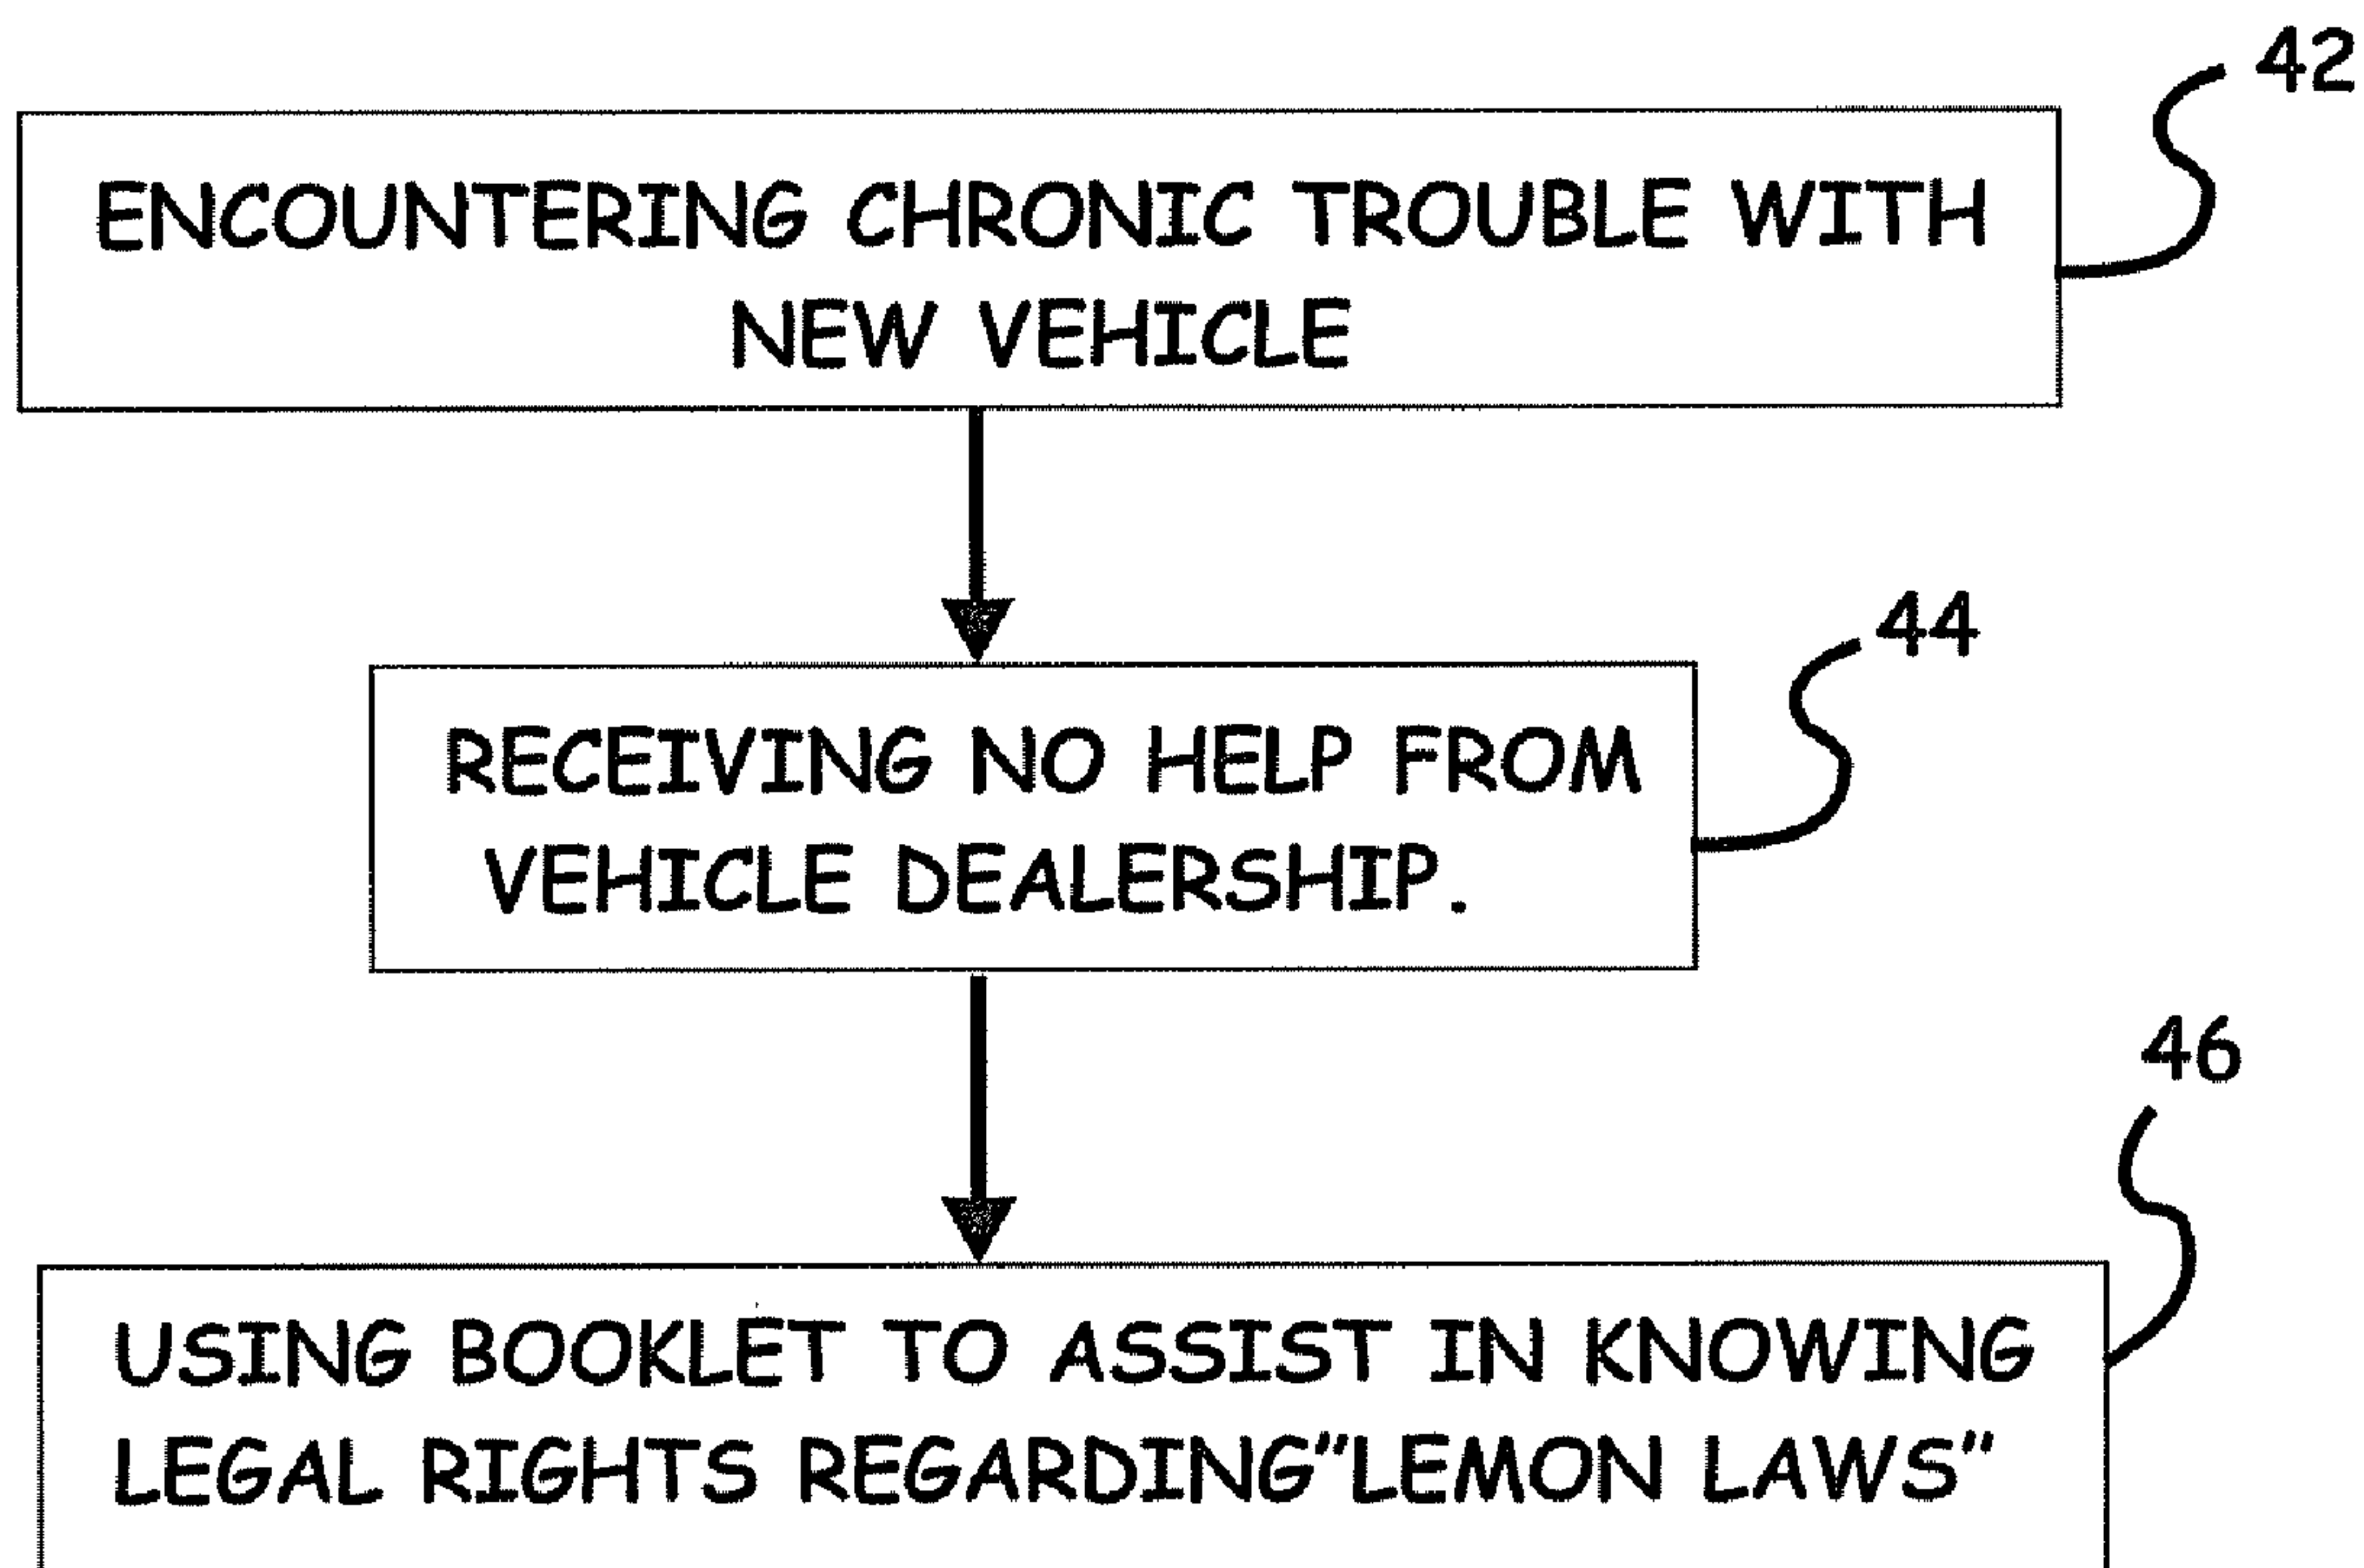 42
ENCOUNTERING CHRONIC TROUBLE WITH
NEW VEHICLE
44
RECEIVING NO HELP FROM
VEHICLE DEALERSHIP.
46
USING BOOKLET TO ASSIST IN KNOWING
LEGAL RIGHTS REGARDING"LEMON LAWS"